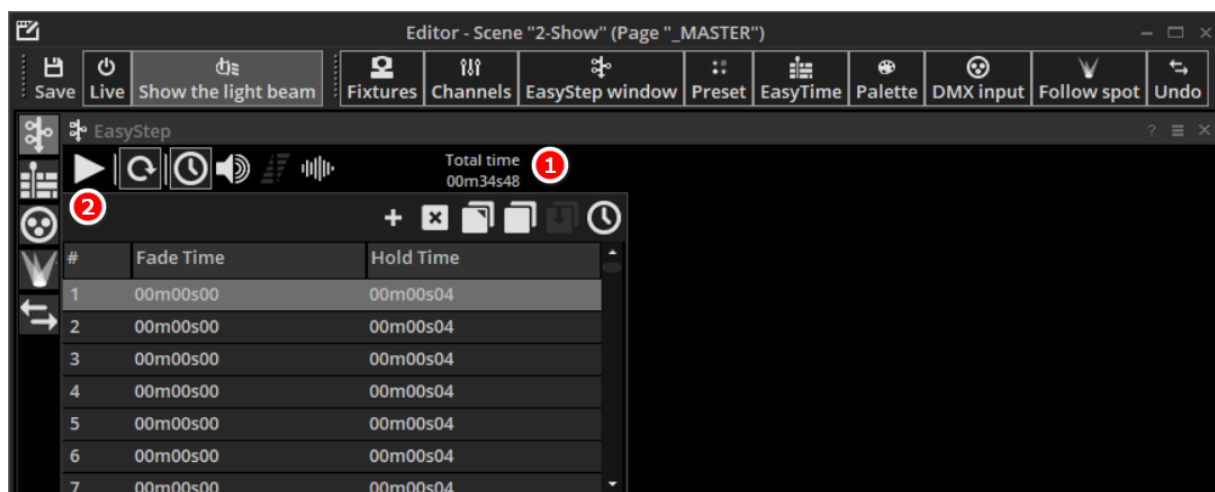 Editor - Scene "2-Show" (Page "_MASTER")
Save Live Show the light beam Fixtures Channels EasyStep window Preset EasyTime Palette DMX input Follow spot Undo
EasyStep ?
Total time 1
00m34s48
2
# Fade Time Hold Time
1 00m00s00 00m00s04
2 00m00s00 00m00s04
3 00m00s00 00m00s04
4 00m00s00 00m00s04
5 00m00s00 00m00s04
6 00m00s00 00m00s04
7 00m00s00 00m00s04